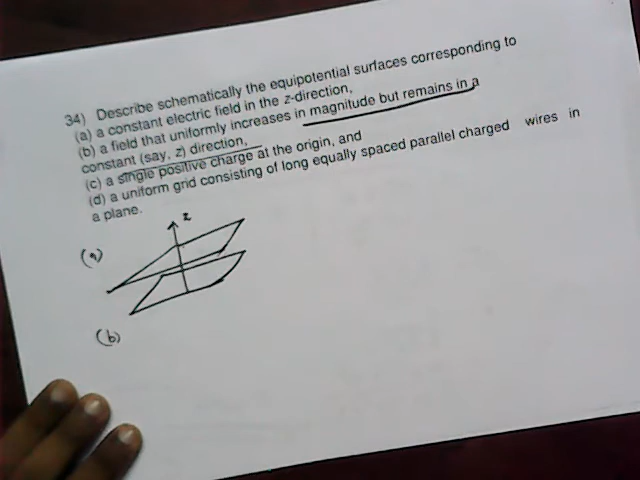 34) Describe schematically the equipotential surfaces corresponding to
(a) a constant electric field in the z-direction,
(b) a field that uniformly increases in magnitude but remains in a
constant (say, z) direction,
(c) a single positive charge at the origin, and
(d) a uniform grid consisting of long equally spaced parallel charged wires in
a plane.
z
(a)
(b)